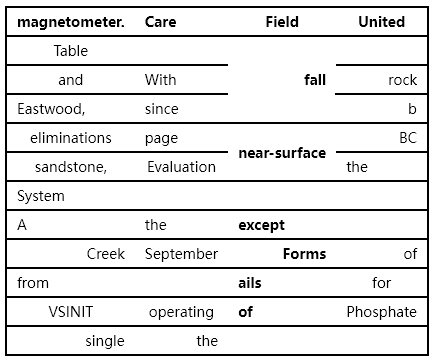 magnetometer. Care Field United
Table
and With fall rock
Eastwood, since b
eliminations page BC
near-surface
sandstone, Evaluation the
System
A the except
Creek September Forms of
from ails for
VSINIT operating of Phosphate
single the